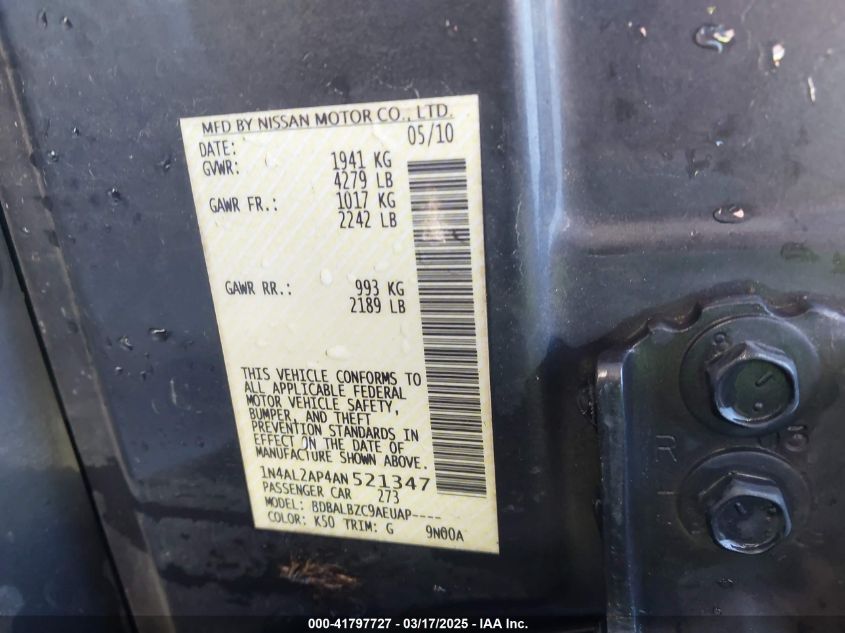 MFD BY NISSAN MOTOR CO., LTD.
DATE: 05/10
GVWR: 1941 KG
4279 LB
GAWR FR.: 1017 KG
2242 LB
GAWR RR.: 993 KG
2189 LB
THIS VEHICLE CONFORMS TO
ALL APPLICABLE FEDERAL
MOTOR VEHICLE SAFETY,
BUMPER, AND THEFT
PREVENTION STANDARDS IN
EFFECT ON THE DATE OF
MANUFACTURE SHOWN ABOVE.
1N4AL2AP4AN 521347
PASSENGER CAR 273
MODEL: BDBALBZC9AEUAP----
COLOR: K50 TRIM: G 9N00A
000-41797727 - 03/17/2025 - IAA Inc.